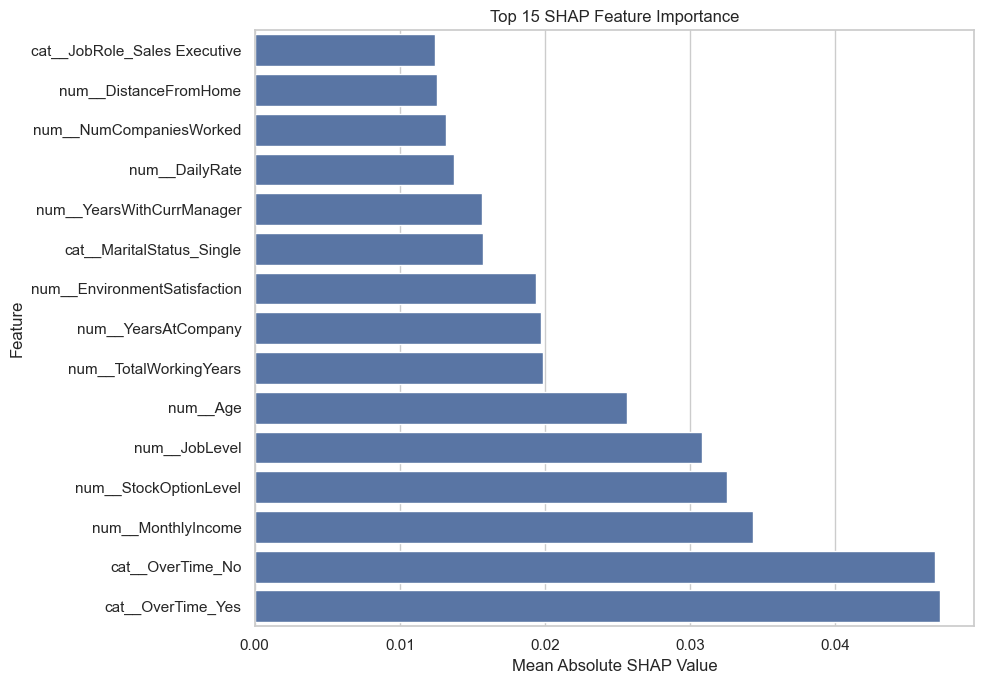 Top 15 SHAP Feature Importance
Feature
cat__JobRole_Sales Executive
num__DistanceFromHome
num__NumCompaniesWorked
num__DailyRate
num__YearsWithCurrManager
cat__MaritalStatus_Single
num__EnvironmentSatisfaction
num__YearsAtCompany
num__TotalWorkingYears
num__Age
num__JobLevel
num__StockOptionLevel
num__MonthlyIncome
cat__OverTime_No
cat__OverTime_Yes
0.00 0.01 0.02 0.03 0.04
Mean Absolute SHAP Value